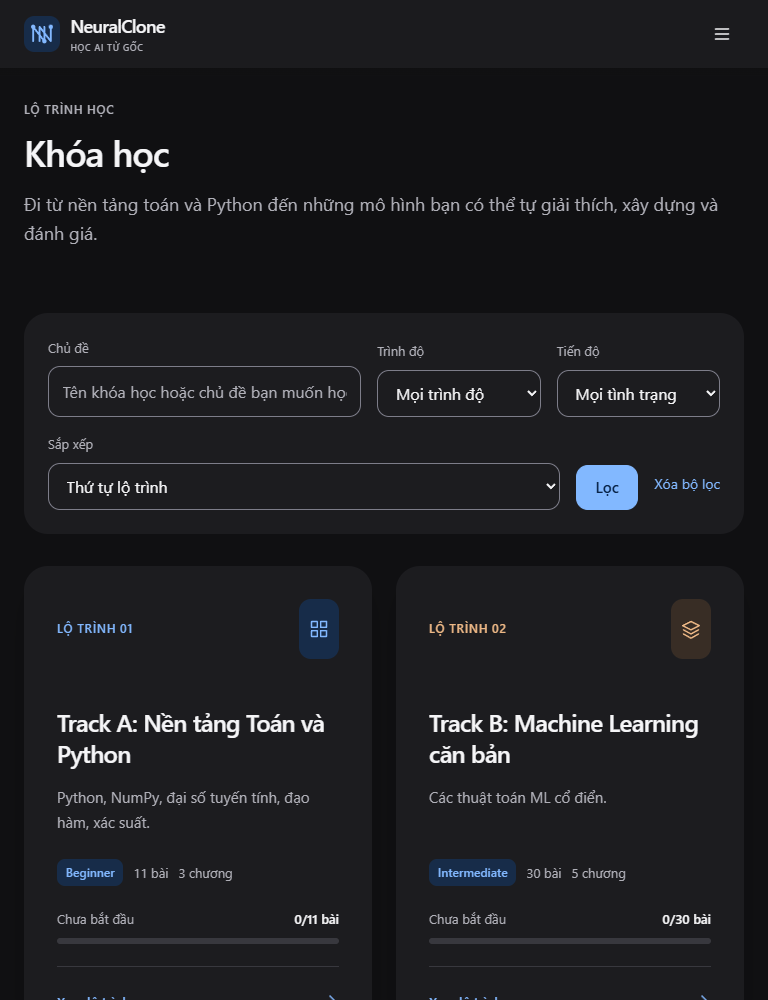 NeuralClone
HỌC AI TỪ GỐC
LỘ TRÌNH HỌC
Khóa học
Đi từ nền tảng toán và Python đến những mô hình bạn có thể tự giải thích, xây dựng và
đánh giá.
Chủ đề
Trình độ
Tiến độ
Tên khóa học hoặc chủ đề bạn muốn họ
Mọi trình độ
Mọi tình trạng
Sắp xếp
Thứ tự lộ trình
Lọc
Xóa bộ lọc
LỘ TRÌNH 01
Track A: Nền tảng Toán và
Python
Python, NumPy, đại số tuyến tính, đạo
hàm, xác suất.
Beginner 11 bài 3 chương
Chưa bắt đầu 0/11 bài
LỘ TRÌNH 02
Track B: Machine Learning
căn bản
Các thuật toán ML cổ điển.
Intermediate 30 bài 5 chương
Chưa bắt đầu 0/30 bài